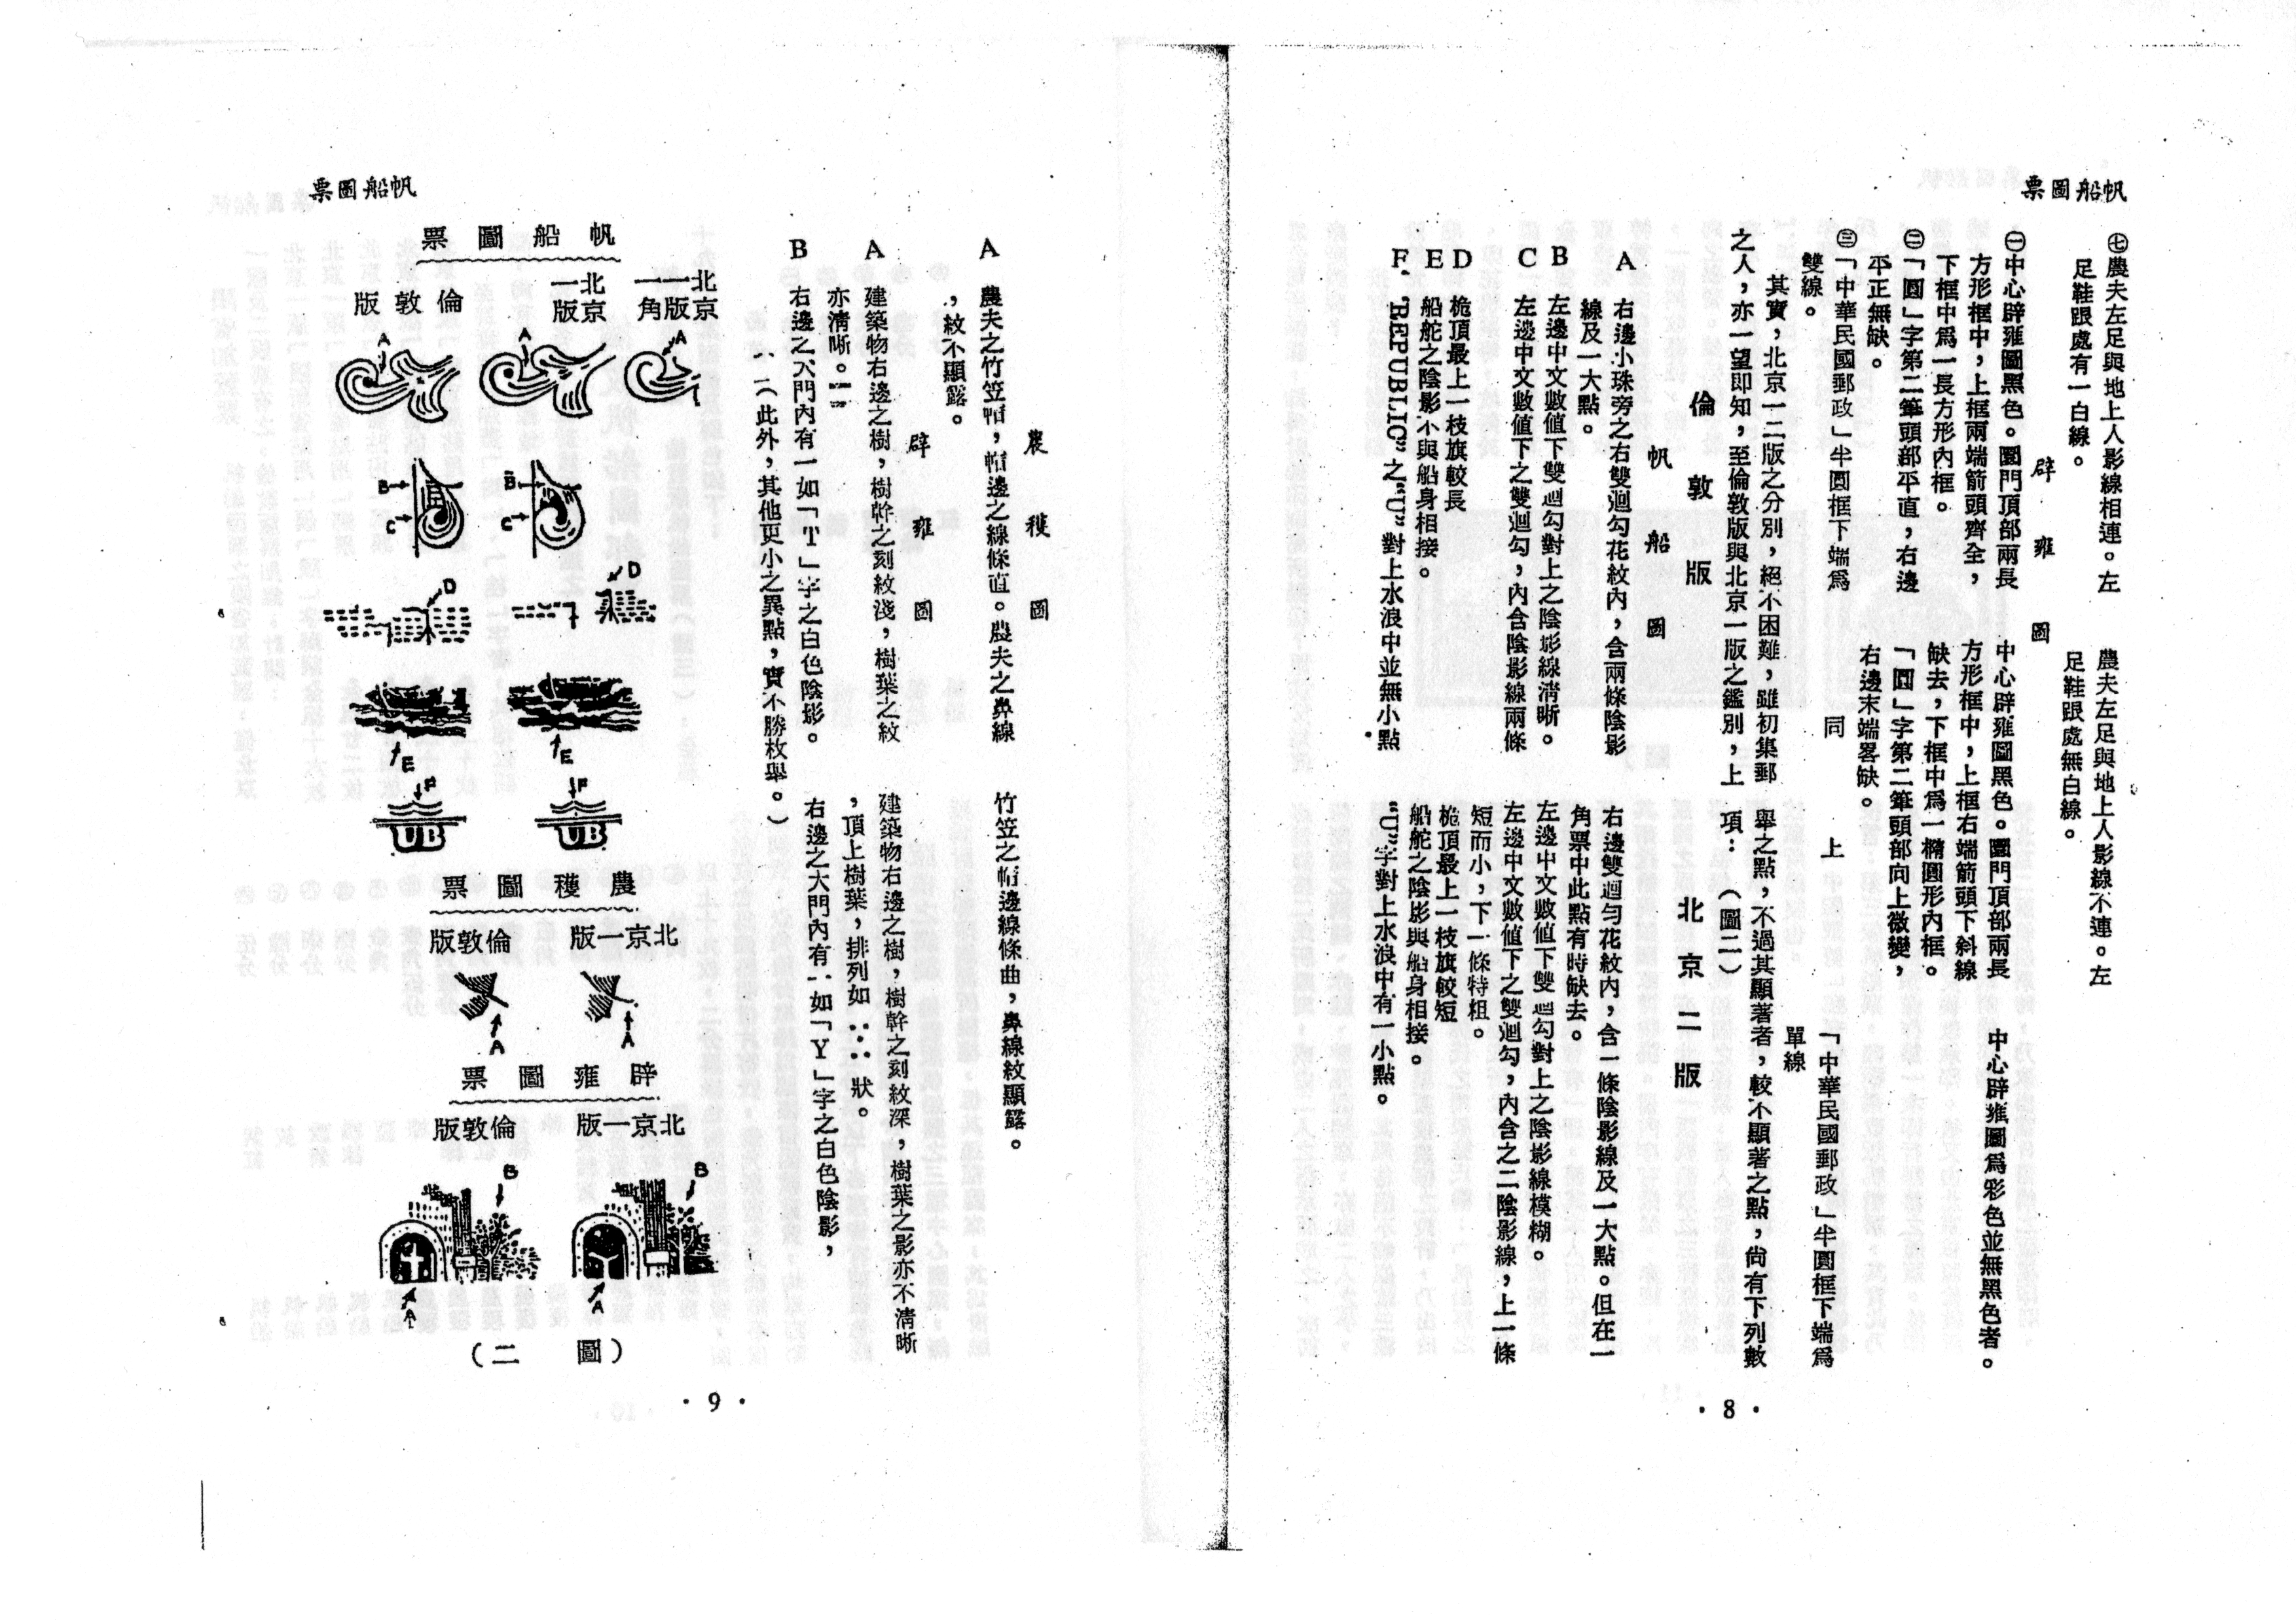 帆船圖票
㊆農夫左足與地上人影線相連。左
足鞋跟處有一白線。
農夫左足與地上人影線不連。左
足鞋跟處無白線。
辟雍圖
㊀中心辟雍圖黑色。圜門頂部兩長
方形框中,上框兩端箭頭齊全,
下框中爲一長方形內框。
㊁「圓」字第二筆頭部平直,右邊
平正無缺。
㊂「中華民國郵政」半圓框下端爲
雙線。
中心辟雍圖黑色。圜門頂部兩長
方形框中,上框右端箭頭下斜線
缺去,下框中爲一橢圓形內框。
「圓」字第二筆頭部向上微變,
右邊末端畧缺。
同上
中心辟雍圖爲彩色並無黑色者。
「中華民國郵政」半圓框下端爲
單線
其實,北京一二版之分別,絕不困難,雖初集郵
之人,亦一望即知,至倫敦版與北京一版之鑑別,上
舉之點,不過其顯著者,較不顯著之點,尚有下列數
項:(圖二)
倫敦版
北京二版
帆船圖
A 右邊小珠旁之右雙迴勾花紋內,含兩條陰影
線及一大點。
B 左邊中文數值下雙迴勾對上之陰影線清晰。
C 左邊中文數值下之雙迴勾,內含陰影線兩條
D 桅頂最上一枝旗較長
E 船舵之陰影不與船身相接。
F. “REPUBLIC”之“U”對上水浪中並無小點
右邊雙迴勻花紋內,含一條陰影線及一大點。但在一
角票中此點有時缺去。
左邊中文數值下雙迴勾對上之陰影線模糊。
左邊中文數值下之雙迴勾,內含之二陰影線,上一條
短而小,下一條特粗。
桅頂最上一枝旗較短
船舵之陰影與船身相接。
“U”字對上水浪中有一小點。
· 8 ·
帆船圖票
農穫圖
A 農夫之竹笠帽,帽邊之線條直。農夫之鼻線
,紋不顯露。
竹笠之帽邊線條曲,鼻線紋顯露。
辟雍圖
A 建築物右邊之樹,樹幹之刻紋淺,樹葉之紋
亦清晰。
B 右邊之大門內有一如「T」字之白色陰影。
(此外,其他更小之異點,實不勝枚舉。)
建築物右邊之樹,樹幹之刻紋深,樹葉之影亦不清晰
,頂上樹葉,排列如∵∴狀。
右邊之大門內有一如「Y」字之白色陰影,
帆船圖票
北京一版一角
北京一版
倫敦版
A
A
A
B
C
B
C
D
D
E
E
F
UB
F
UB
農穫圖票
北京一版
倫敦版
A
A
辟雍圖票
北京一版
倫敦版
B
B
A
A
(圖二)
· 9 ·